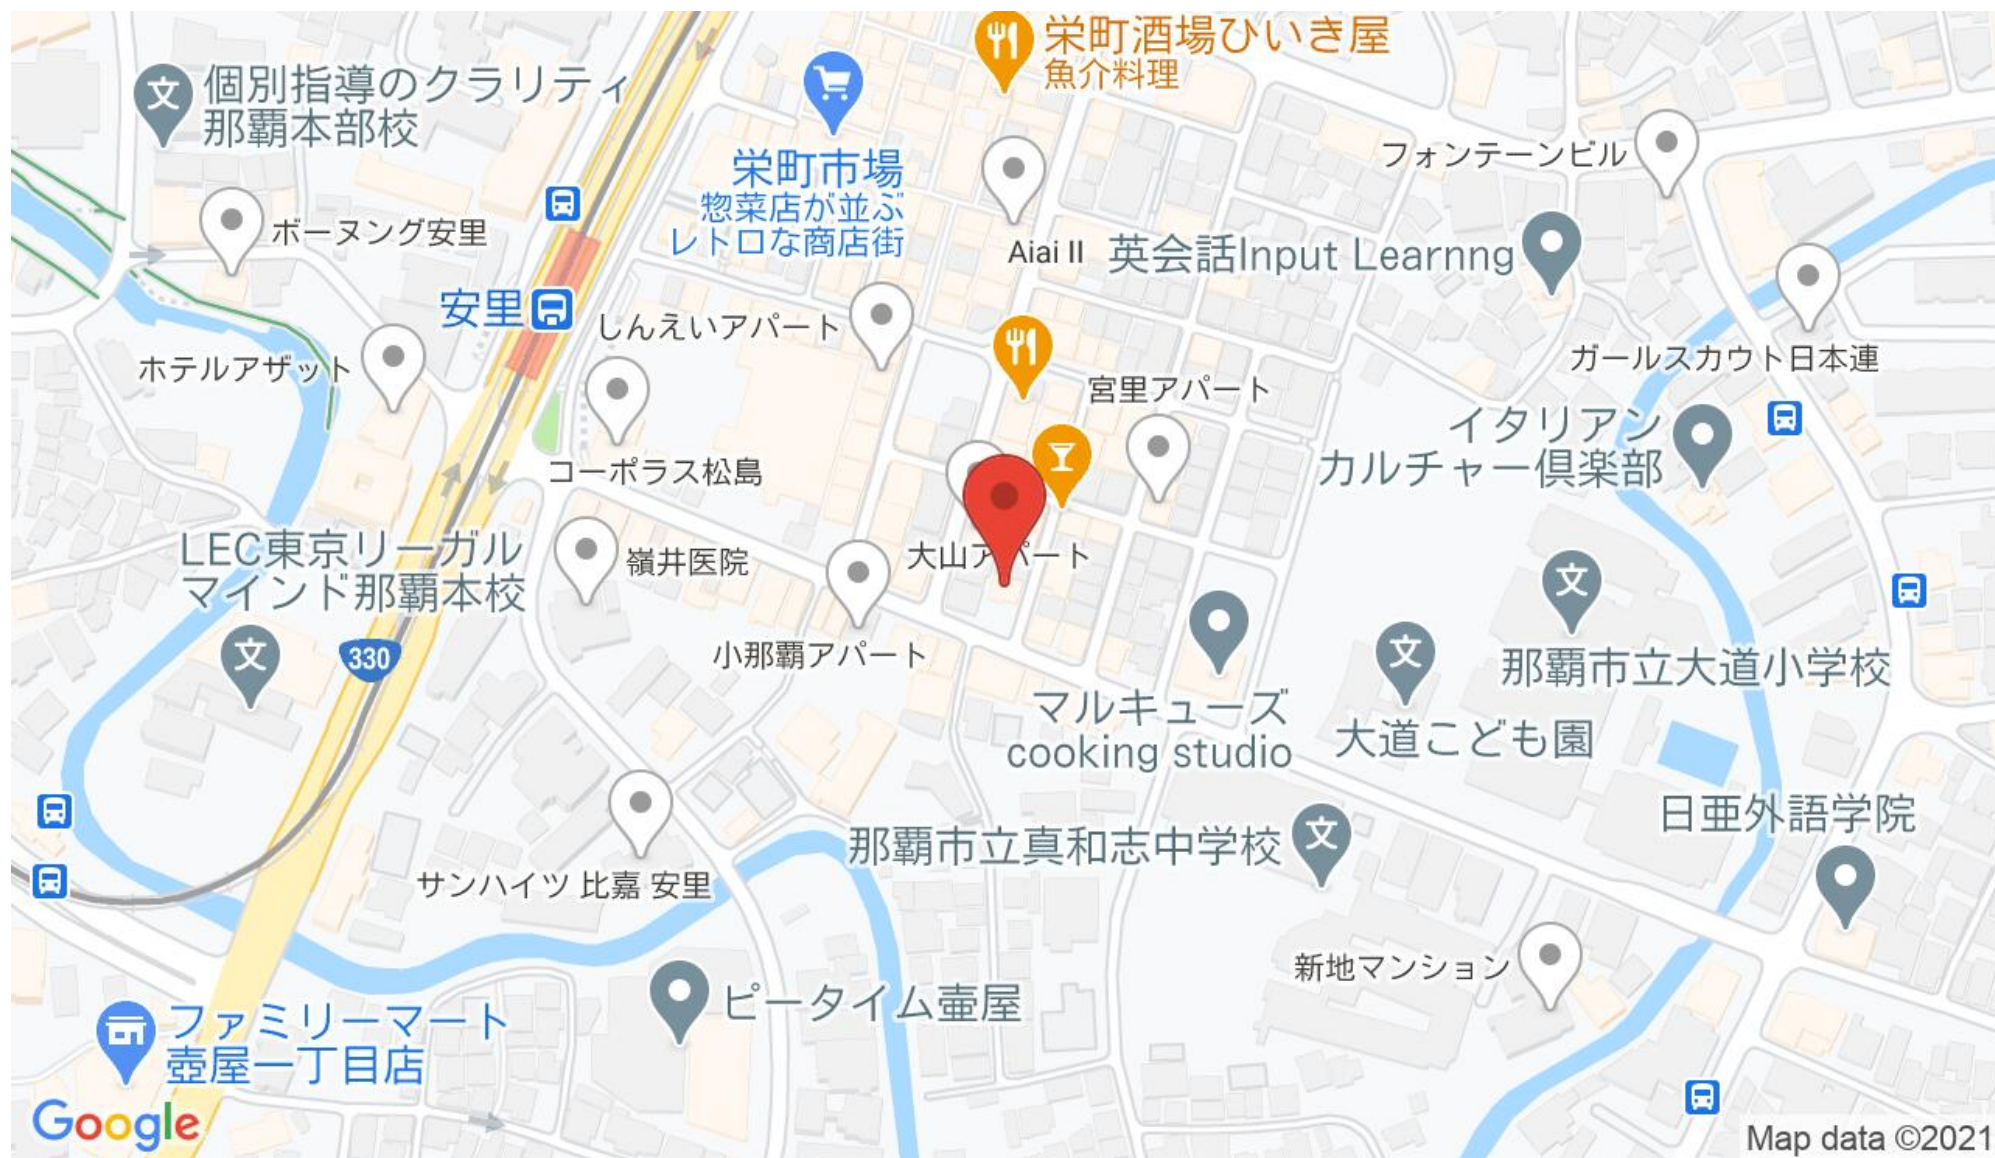 栄町酒場ひいき屋
魚介料理
個別指導のクラリティ
那覇本部校
文
栄町市場
惣菜店が並ぶ
レトロな商店街
フォンテーンビル
ボーヌング安里
Aiai II
英会話Input Learnng
安里
しんえいアパート
ホテルアザット
ガールスカウト日本連
宮里アパート
イタリアン
カルチャー倶楽部
コーポラス松島
LEC東京リーガル
マインド那覇本校
文
嶺井医院
大山アパート
文
330
小那覇アパート
文
那覇市立大道小学校
マルキューズ
cooking studio
大道こども園
日亜外語学院
那覇市立真和志中学校
文
サンハイツ 比嘉 安里
新地マンション
ピータイム壷屋
ファミリーマート
壺屋一丁目店
Google
Map data ©2021